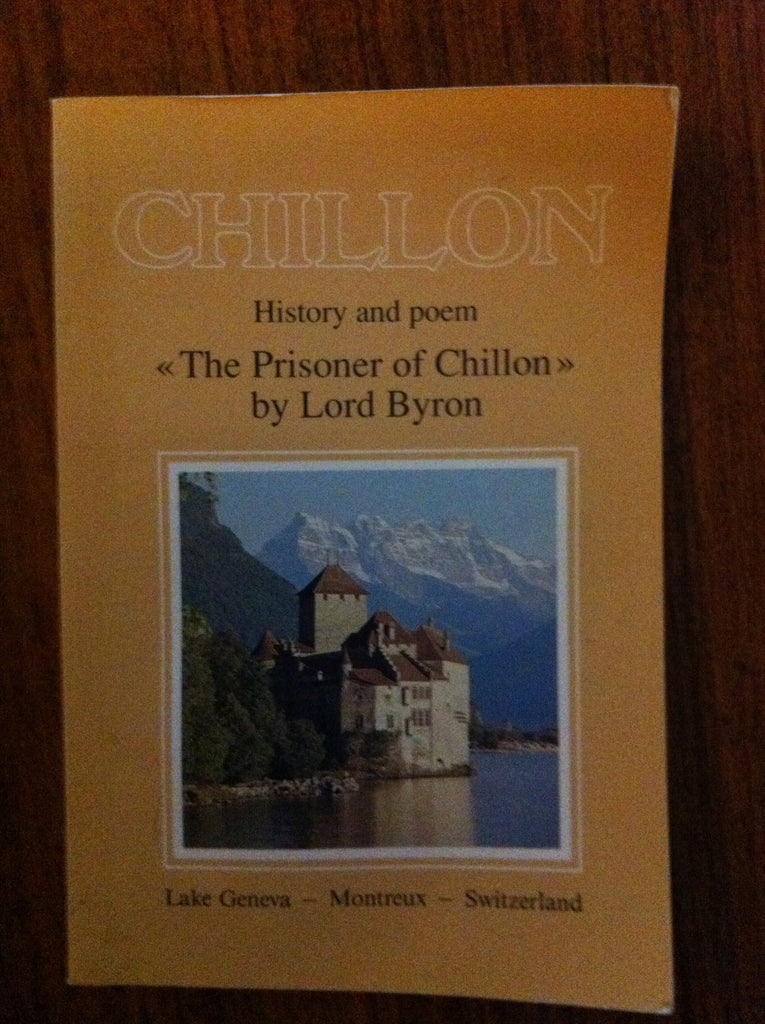 CHILLON
History and poem
«The Prisoner of Chillon»
by Lord Byron
Lake Geneva – Montreux – Switzerland